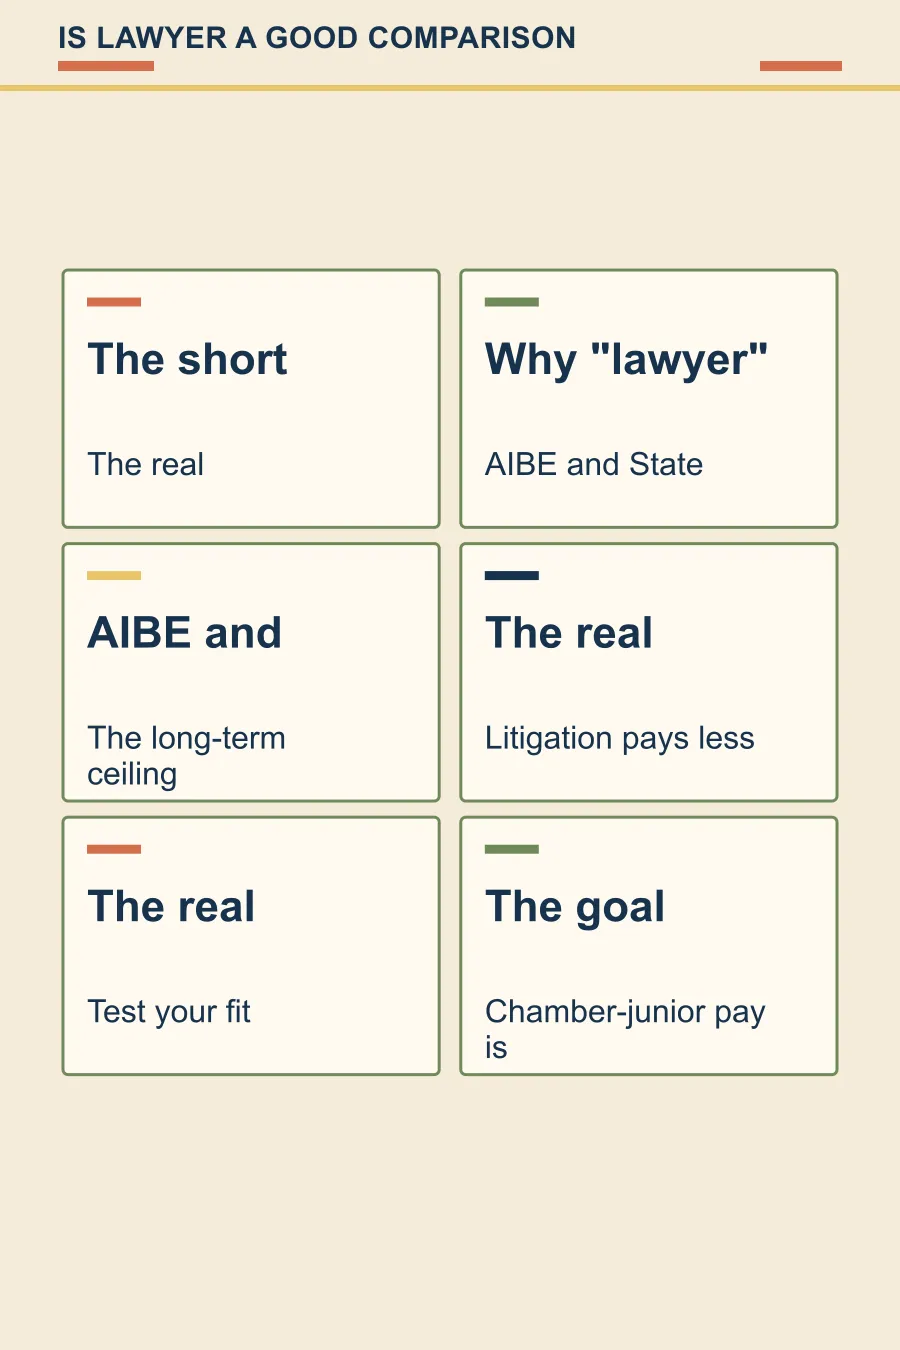 IS LAWYER A GOOD COMPARISON
The short
The real
Why "lawyer"
AIBE and State
AIBE and
The long-term
ceiling
The real
Litigation pays less
The real
Test your fit
The goal
Chamber-junior pay
is